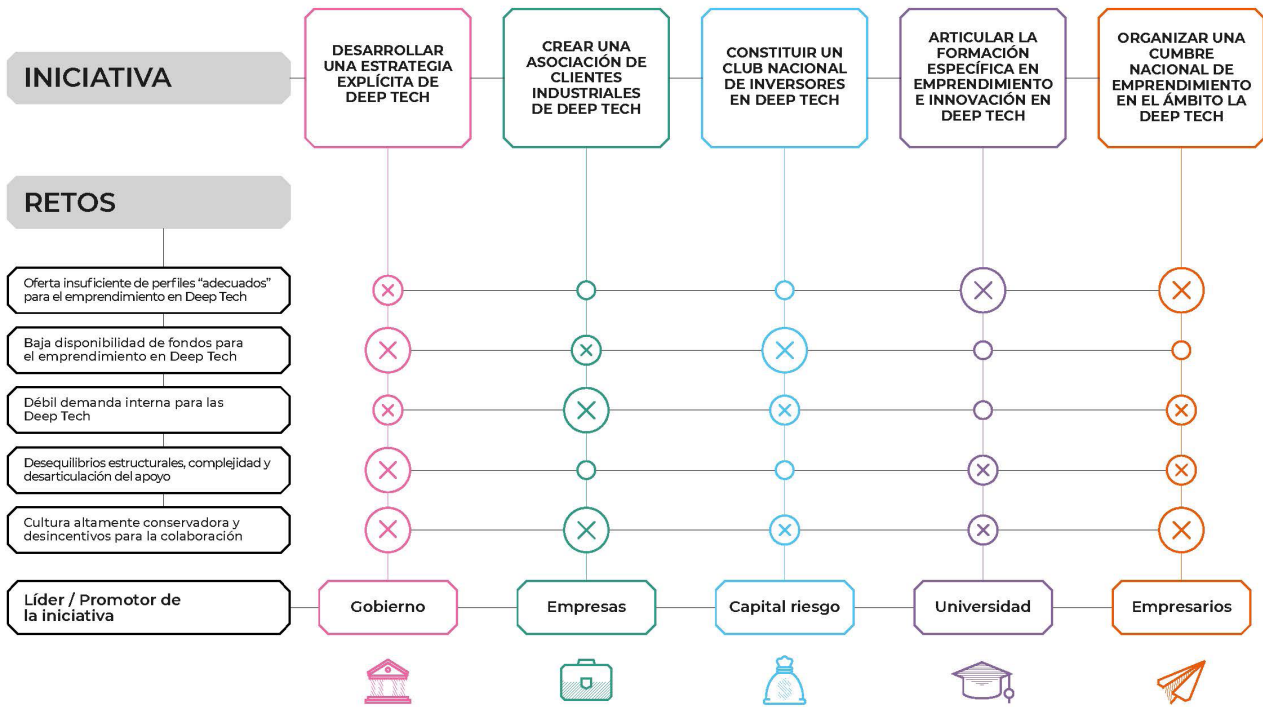 INICIATIVA
DESARROLLAR
UNA ESTRATEGIA
EXPLÍCITA DE
DEEP TECH
CREAR UNA
ASOCIACIÓN DE
CLIENTES
INDUSTRIALES
DE DEEP TECH
CONSTITUIR UN
CLUB NACIONAL
DE INVERSORES
EN DEEP TECH
ARTICULAR LA
FORMACIÓN
ESPECÍFICA EN
EMPRENDIMIENTO
E INNOVACIÓN EN
DEEP TECH
ORGANIZAR UNA
CUMBRE
NACIONAL DE
EMPRENDIMIENTO
EN EL ÁMBITO LA
DEEP TECH
RETOS
Oferta insuficiente de perfiles “adecuados”
para el emprendimiento en Deep Tech
Baja disponibilidad de fondos para
el emprendimiento en Deep Tech
Débil demanda interna para las
Deep Tech
Desequilibrios estructurales, complejidad y
desarticulación del apoyo
Cultura altamente conservadora y
desincentivos para la colaboración
Líder / Promotor de
la iniciativa
Gobierno
Empresas
Capital riesgo
Universidad
Empresarios
$